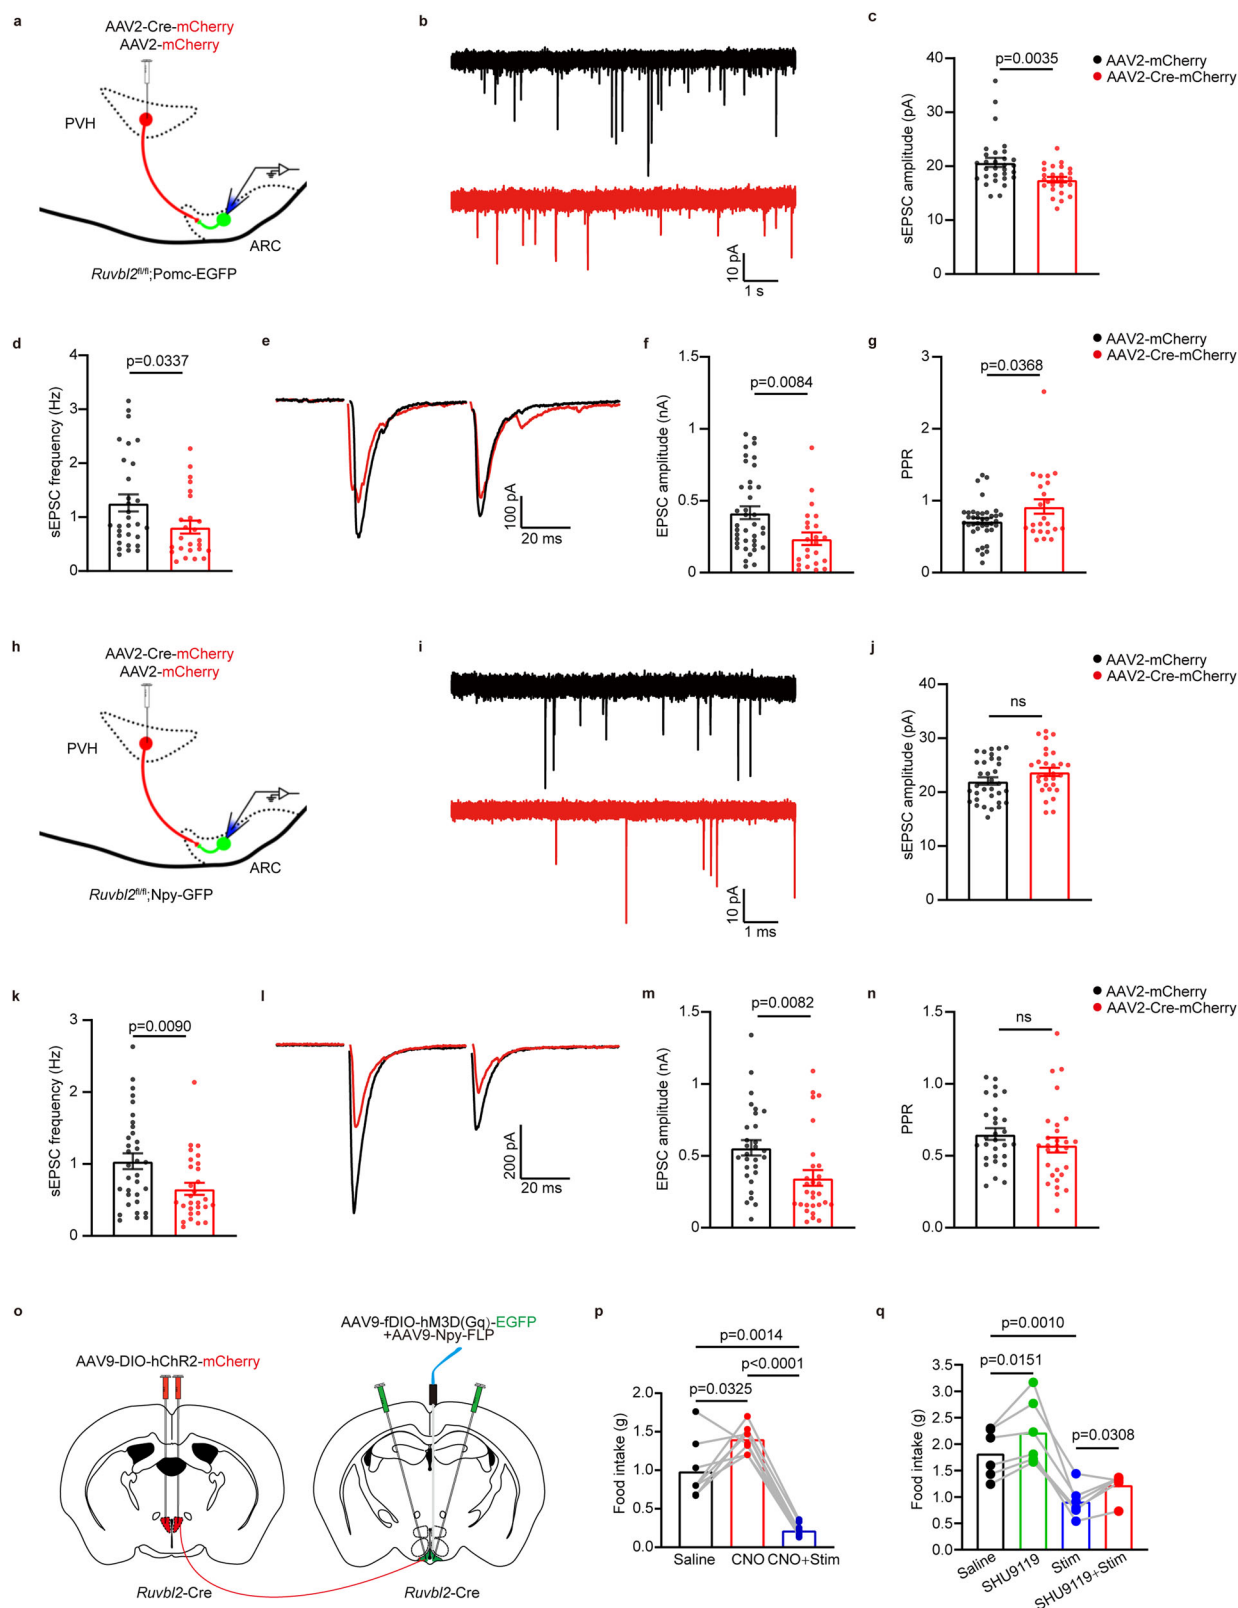 a
AAV2-Cre-mCherry
AAV2-mCherry
PVH
ARC
Ruvbl2fl/fl;Pomc-EGFP
b
10 pA
1 s
c
sEPSC amplitude (pA)
40
30
20
10
0
p=0.0035
AAV2-mCherry
AAV2-Cre-mCherry
d
sEPSC frequency (Hz)
4
3
2
1
0
p=0.0337
e
100 pA
20 ms
f
EPSC amplitude (nA)
1.5
1
0.5
0
p=0.0084
g
PPR
3
2
1
0
p=0.0368
AAV2-mCherry
AAV2-Cre-mCherry
h
AAV2-Cre-mCherry
AAV2-mCherry
PVH
ARC
Ruvbl2fl/fl;Npy-GFP
i
10 pA
1 ms
j
sEPSC amplitude (pA)
40
30
20
10
0
ns
AAV2-mCherry
AAV2-Cre-mCherry
k
sEPSC frequency (Hz)
3
2
1
0
p=0.0090
l
200 pA
20 ms
m
EPSC amplitude (nA)
1.5
1.0
0.5
0
p=0.0082
n
PPR
1.5
1.0
0.5
0.0
ns
AAV2-mCherry
AAV2-Cre-mCherry
o
AAV9-DIO-hChR2-mCherry
AAV9-fDIO-hM3D(Gq)-EGFP
+AAV9-Npy-FLP
Ruvbl2-Cre
Ruvbl2-Cre
p
Food intake (g)
2.0
1.5
1.0
0.5
0.0
p=0.0014
p<0.0001
p=0.0325
Saline
CNO
CNO+Stim
q
Food intake (g)
3.5
3.0
2.5
2.0
1.5
1.0
0.5
0.0
p=0.0010
p=0.0151
p=0.0308
Saline
SHU9119
Stim
SHU9119+Stim